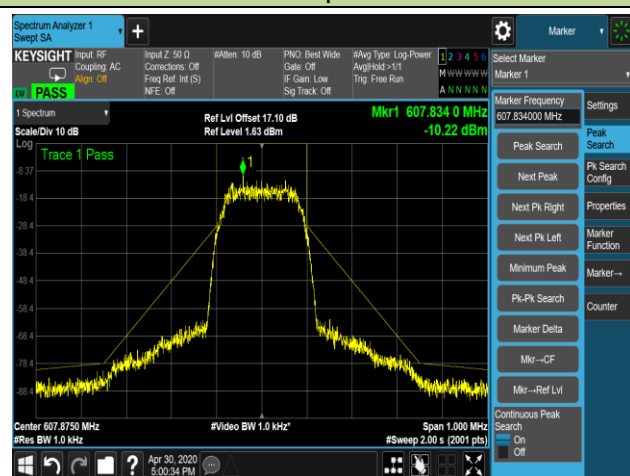 Spectrum Analyzer 1
Swept SA
Marker
KEYSIGHT
Input: RF
Coupling: AC
Align: Off
Input Z: 50 Ω
Corrections: Off
Freq Ref: Int (S)
NFE: Off
#Atten: 10 dB
PNO: Best Wide
Gate: Off
IF Gain: Low
Sig Track: Off
#Avg Type: Log-Power
Avg|Hold:>1/1
Trig: Free Run
1 2 3 4 5 6
M W W W W W
A N N N N N
LXI
PASS
Select Marker
Marker 1
1 Spectrum
Scale/Div 10 dB
Ref Lvl Offset 17.10 dB
Ref Level 1.63 dBm
Mkr1 607.834 0 MHz
-10.22 dBm
Log
Trace 1 Pass
1
-8.37
-18.4
-28.4
-38.4
-48.4
-58.4
-68.4
-78.4
-88.4
Center 607.8750 MHz
#Res BW 1.0 kHz
#Video BW 1.0 kHz*
Span 1.000 MHz
#Sweep 2.00 s (2001 pts)
Marker Frequency
607.834000 MHz
Peak Search
Next Peak
Next Pk Right
Next Pk Left
Minimum Peak
Pk-Pk Search
Marker Delta
Mkr→CF
Mkr→Ref Lvl
Continuous Peak
Search
On
Off
Settings
Peak
Search
Pk Search
Config
Properties
Marker
Function
Marker→
Counter
?
Apr 30, 2020
5:00:34 PM